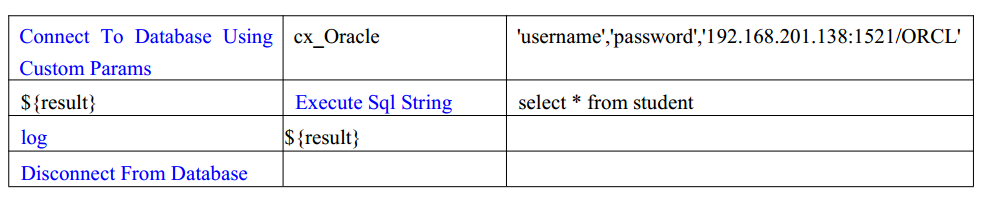 Connect To Database Using Custom Params cx_Oracle 'username','password','192.168.201.138:1521/ORCL'
${result} Execute Sql String select * from student
log ${result}
Disconnect From Database